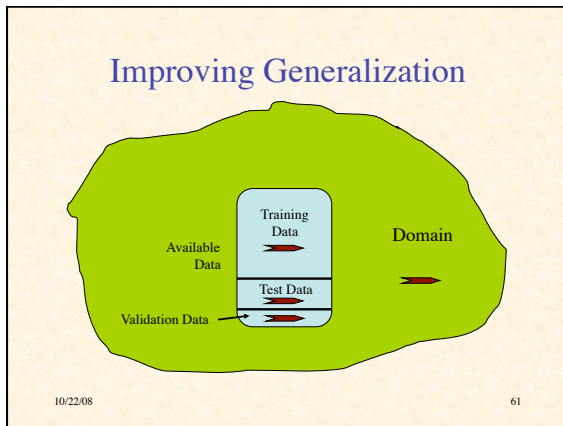 Improving Generalization
Training
Data
Available
Data
Domain
Test Data
Validation Data
10/22/08
61